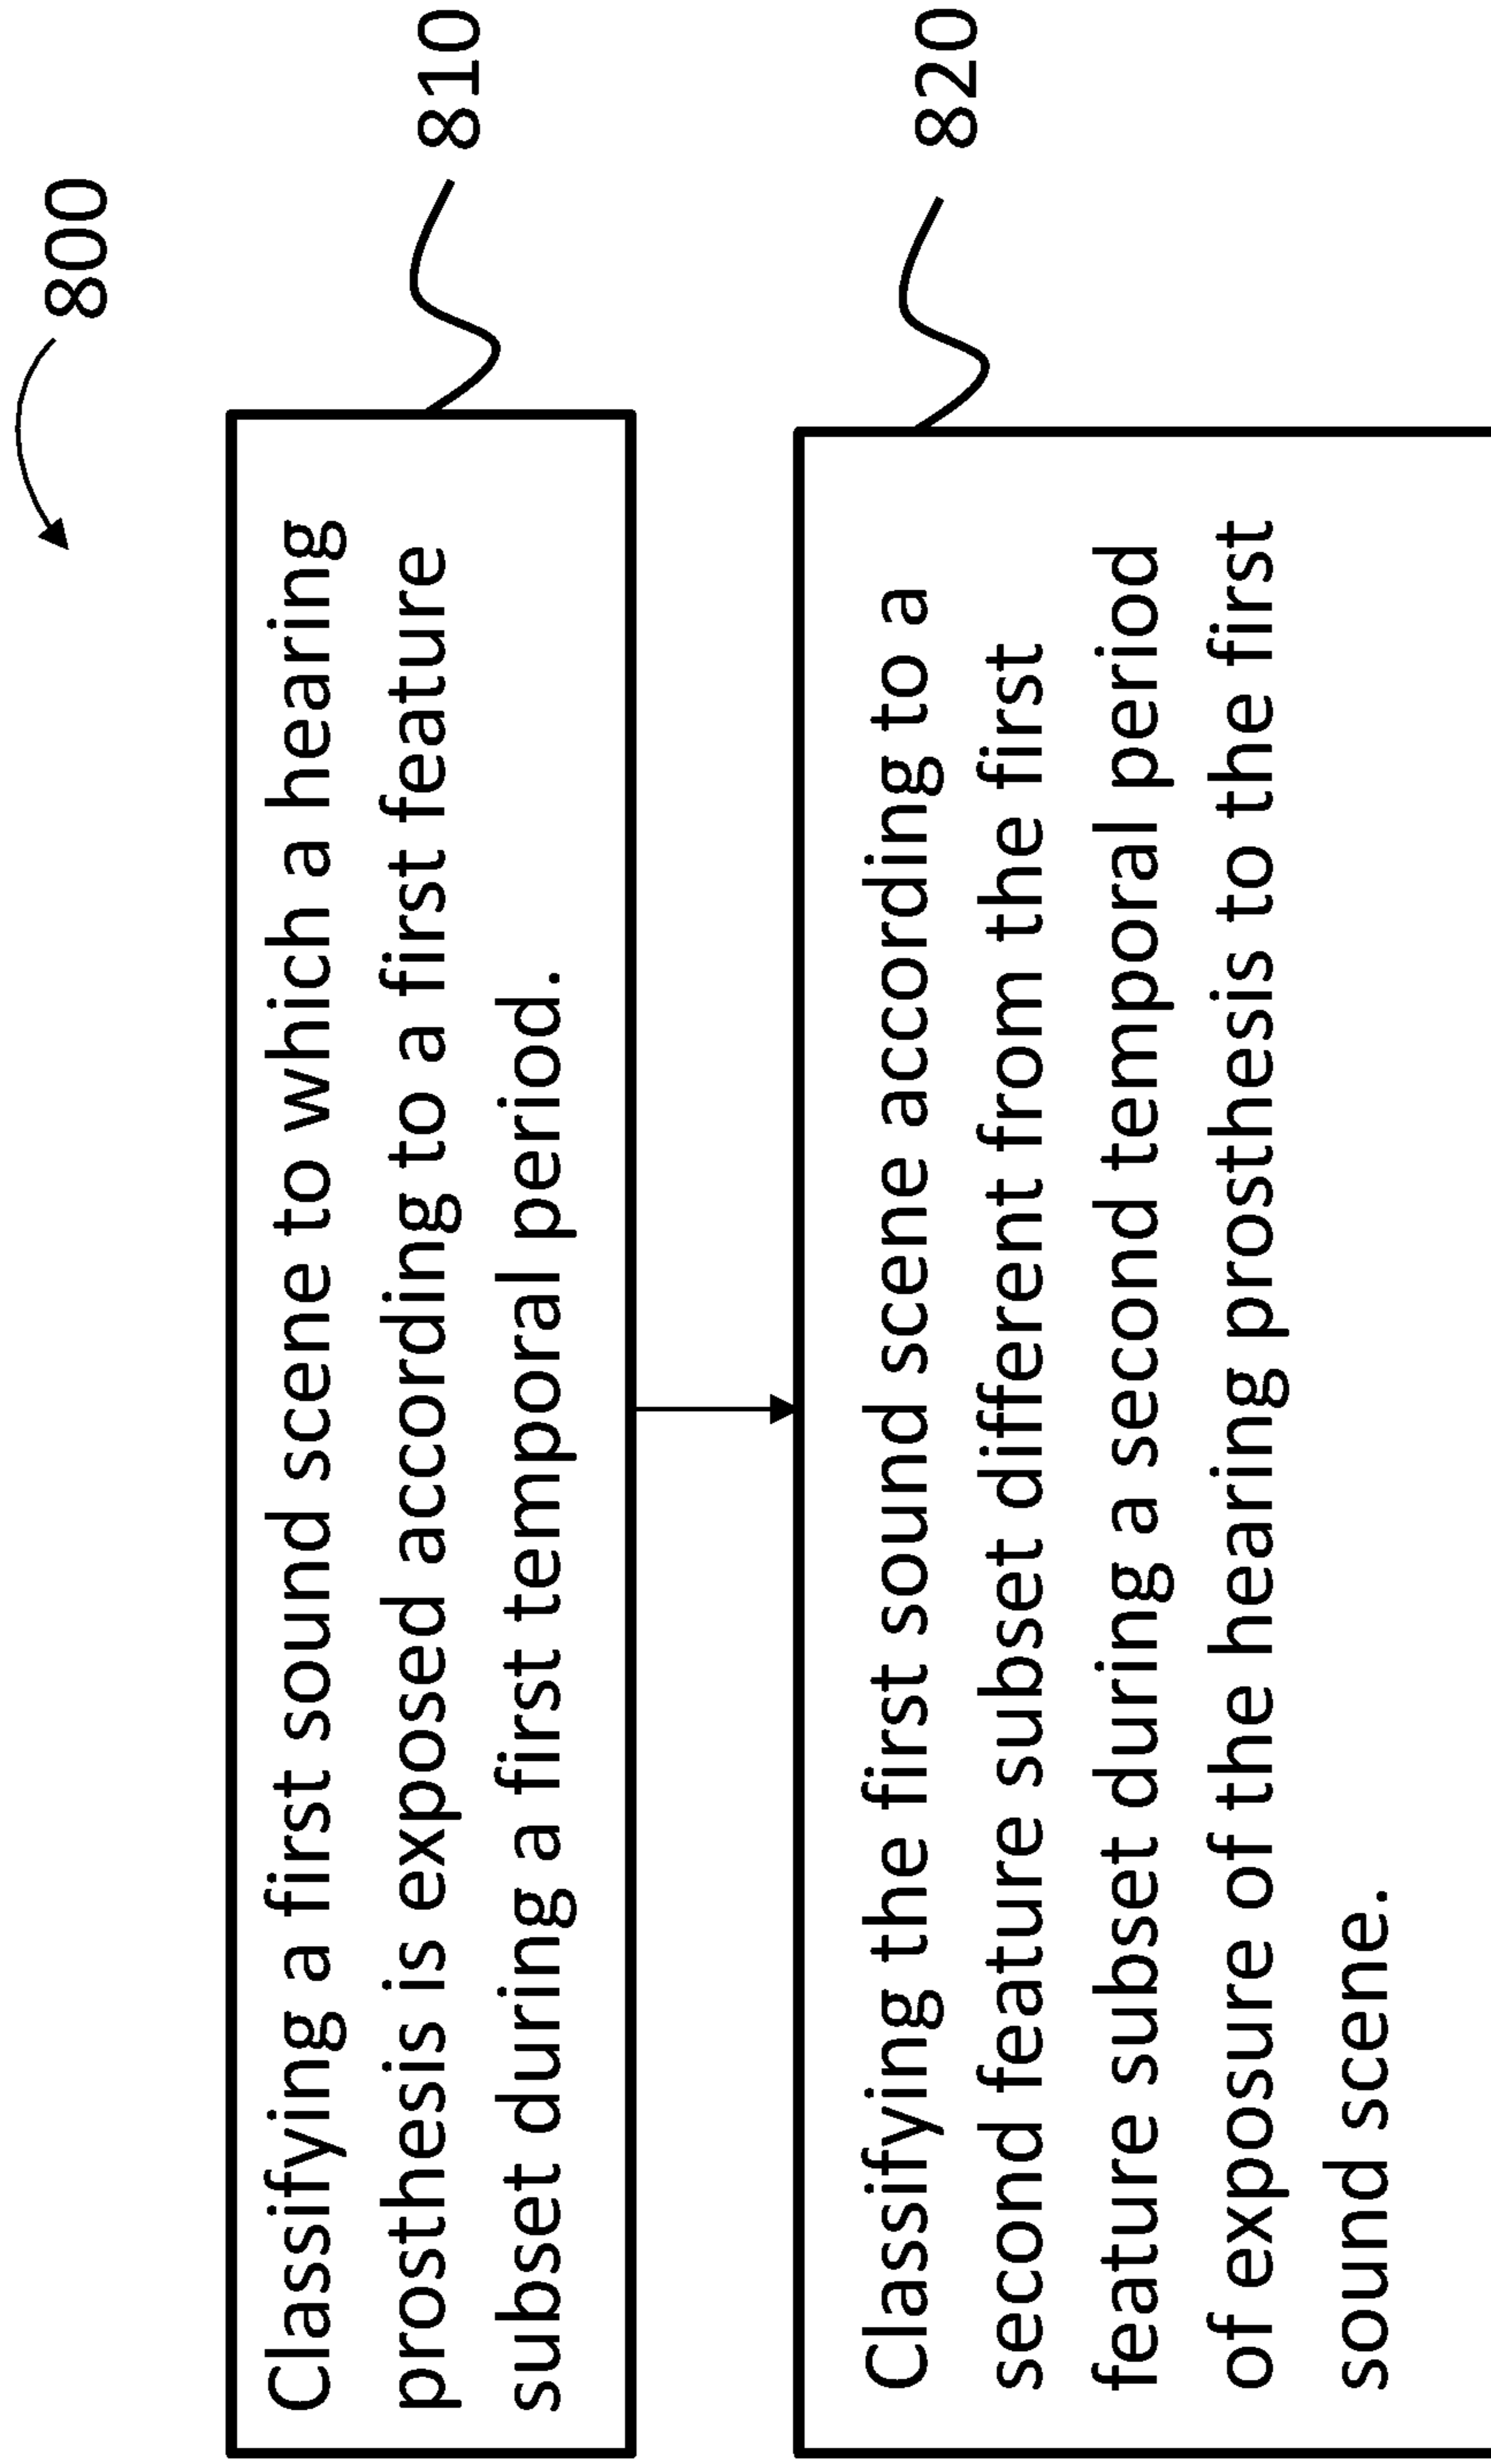 800
Classifying a first sound scene to which a hearing
prosthesis is exposed according to a first feature
subset during a first temporal period.
810
Classifying the first sound scene according to a
second feature subset different from the first
feature subset during a second temporal period
of exposure of the hearing prosthesis to the first
sound scene.
820